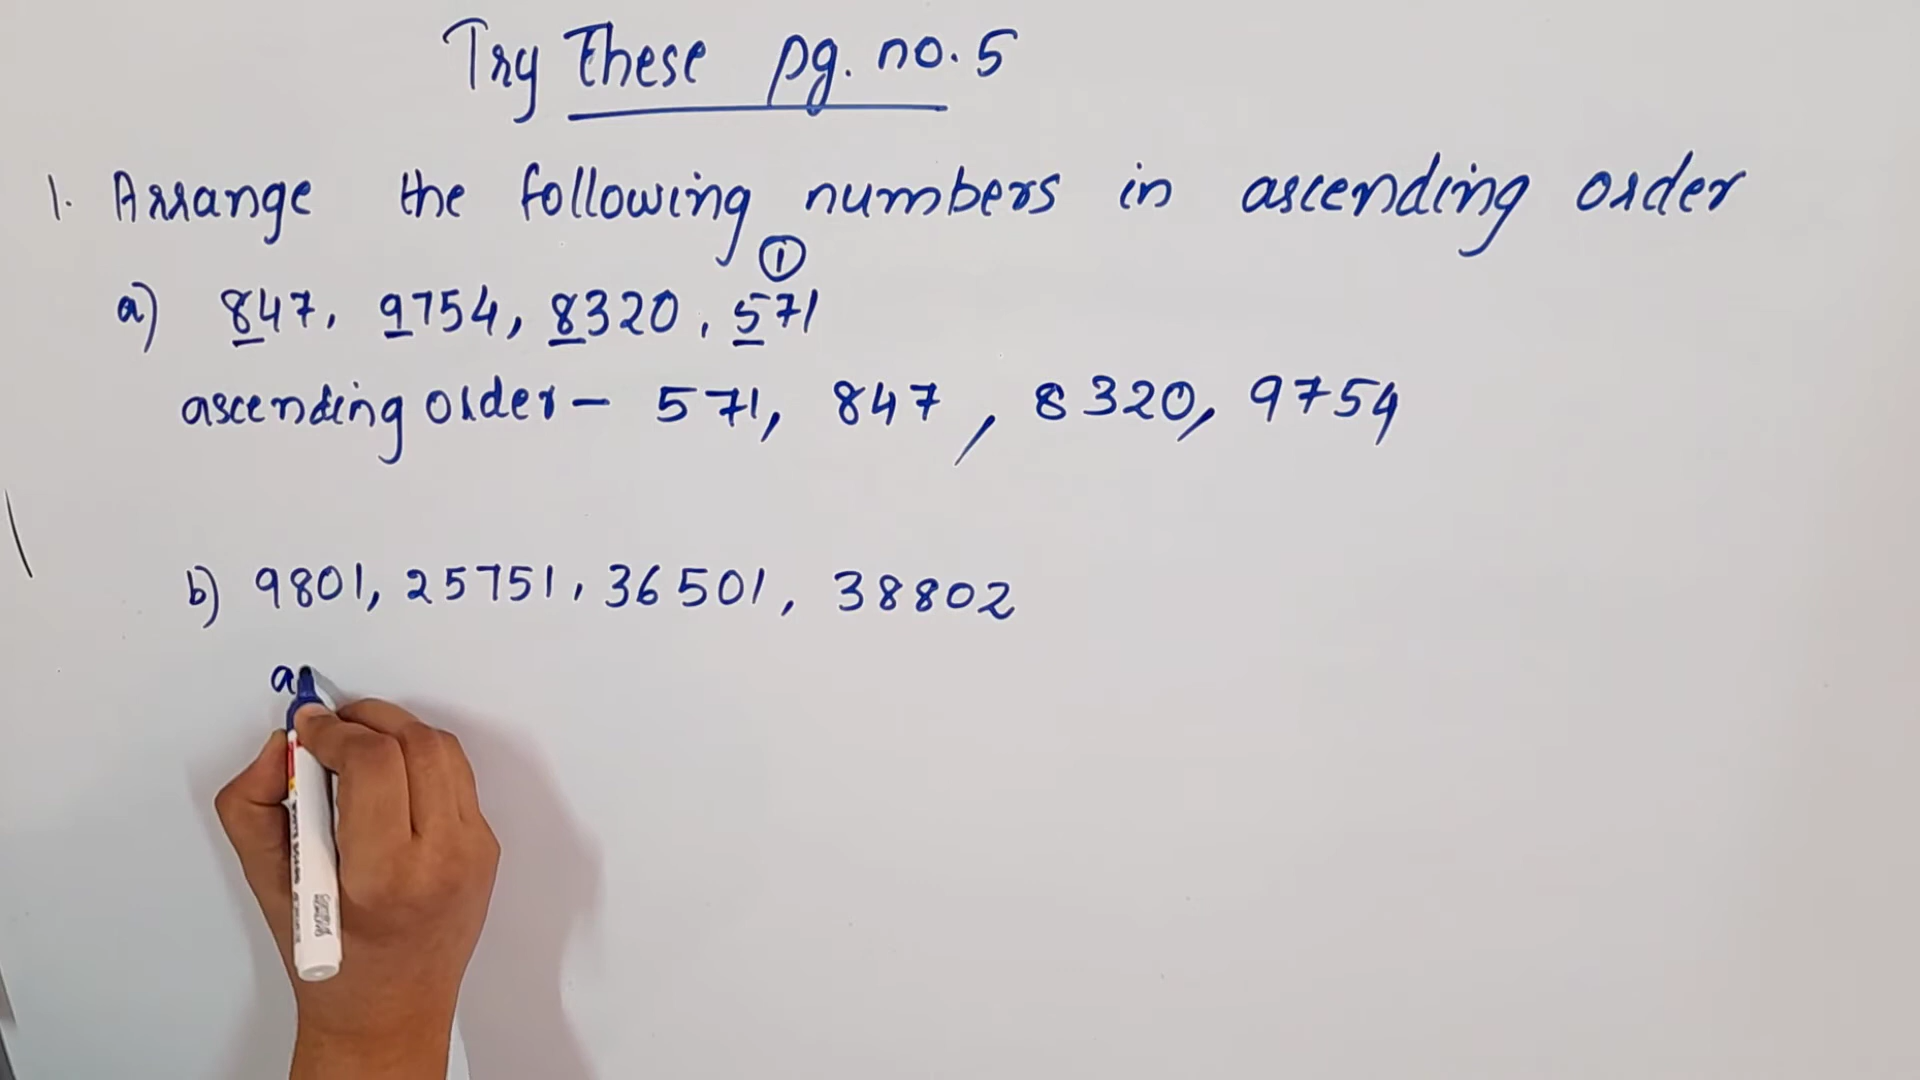 Try These pg. no. 5
1. Arrange the following numbers in ascending order
①
a) 847, 9754, 8320, 571
ascending order - 571, 847, 8320, 9754
b) 9801, 25751, 36501, 38802
a